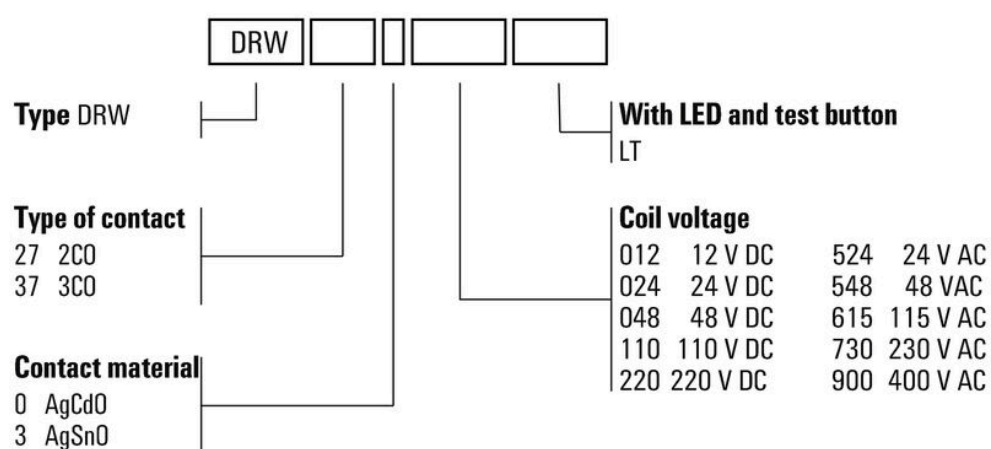 DRW
Type DRW
With LED and test button
LT
Type of contact
27 2CO
37 3CO
Coil voltage
012 12 V DC 524 24 V AC
024 24 V DC 548 48 VAC
048 48 V DC 615 115 V AC
110 110 V DC 730 230 V AC
220 220 V DC 900 400 V AC
Contact material
0 AgCdO
3 AgSnO